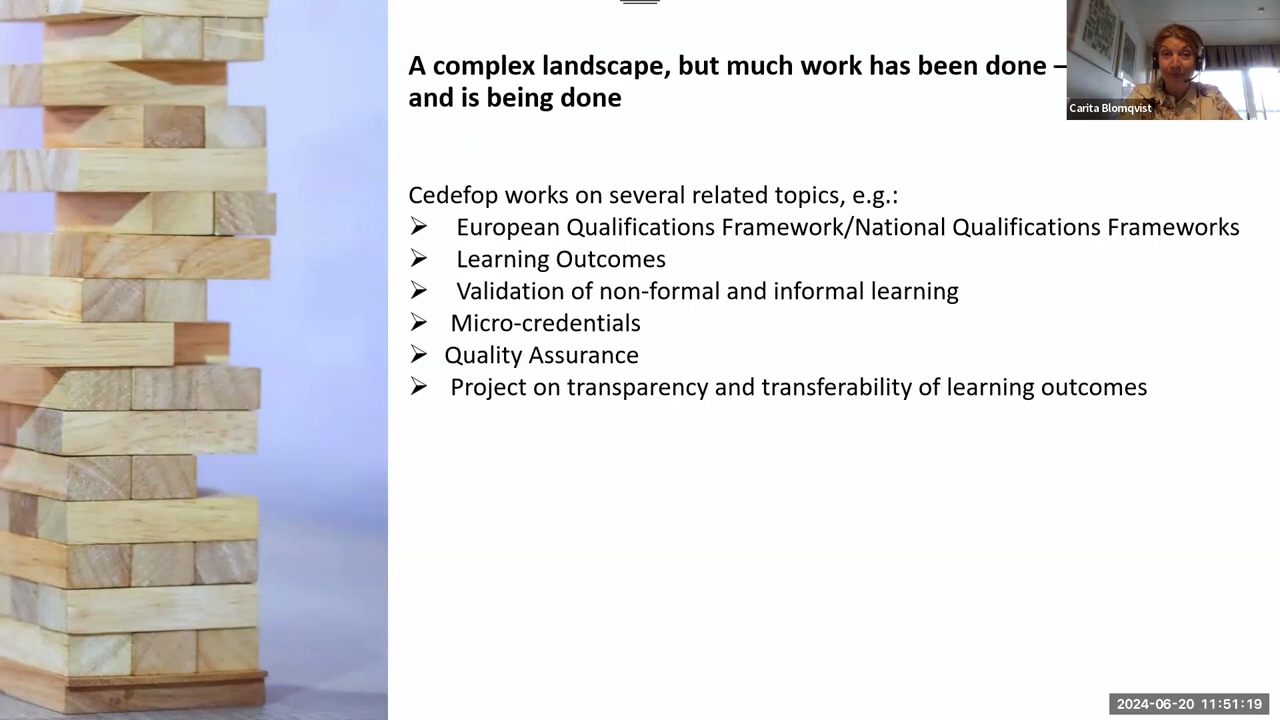 A complex landscape, but much work has been done –
and is being done
Carita Blomqvist
Cedefop works on several related topics, e.g.:
➢ European Qualifications Framework/National Qualifications Frameworks
➢ Learning Outcomes
➢ Validation of non-formal and informal learning
➢ Micro-credentials
➢ Quality Assurance
➢ Project on transparency and transferability of learning outcomes
2024-06-20 11:51:19